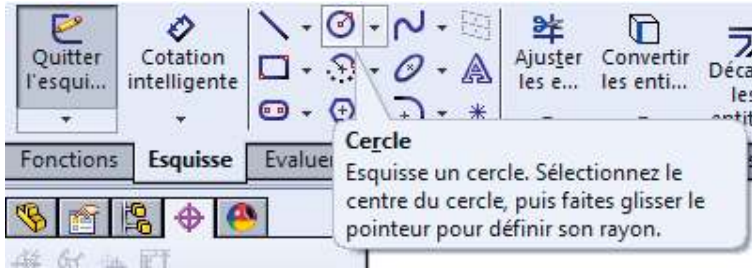 Quitter
l'esqui...
Cotation
intelligente
Ajuster
les e...
Convertir
les enti...
Déca
les
Fonctions
Esquisse
Evaluer
Cercle
Esquisse un cercle. Sélectionnez le
centre du cercle, puis faites glisser le
pointeur pour définir son rayon.